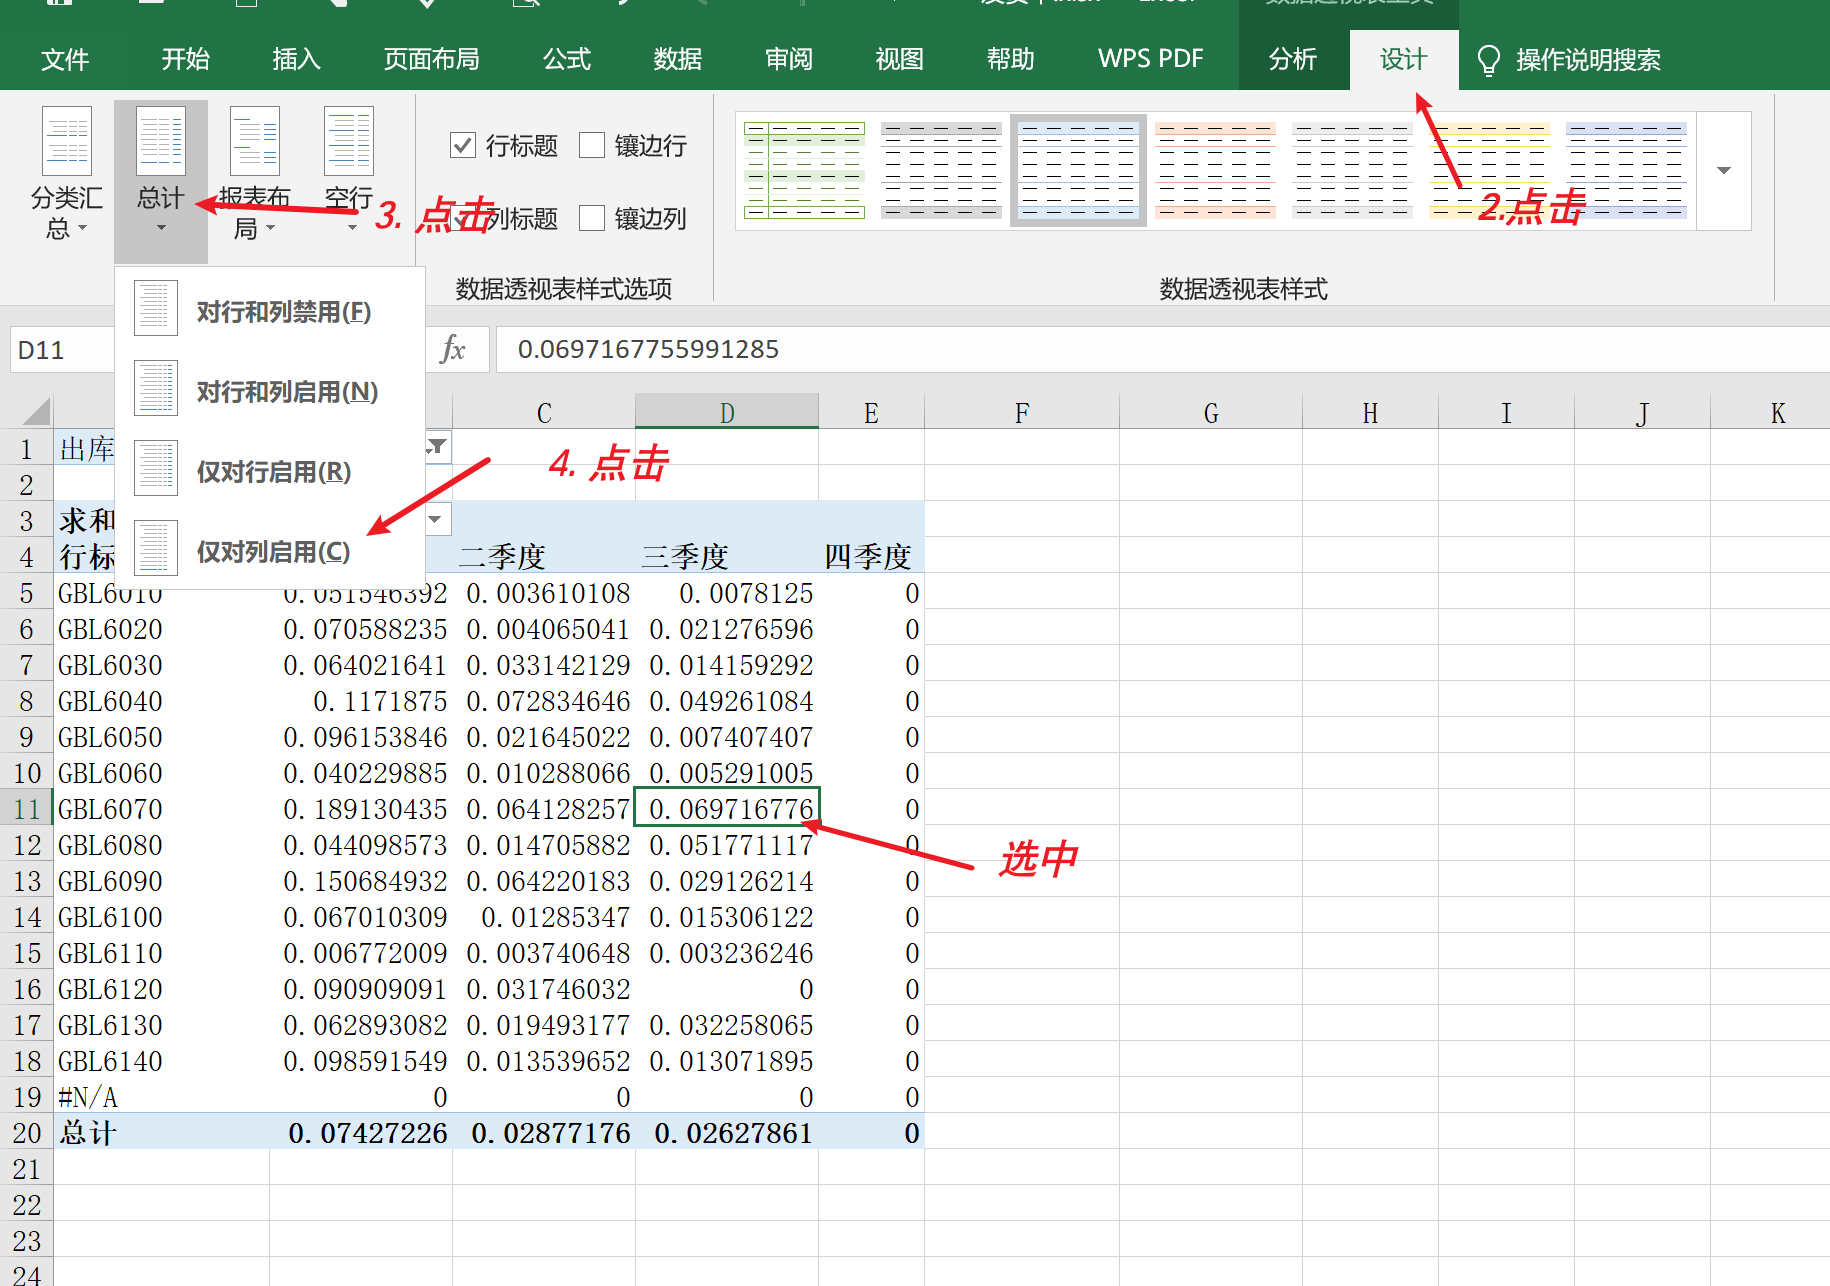 文件 开始 插入 页面布局 公式 数据 审阅 视图 帮助 WPS PDF 分析 设计 操作说明搜索
分类汇总 总计 报表布局 空行
行标题 镶边行
列标题 镶边列
3. 点击
2.点击
数据透视表样式选项 数据透视表样式
对行和列禁用(F)
对行和列启用(N)
仅对行启用(R)
仅对列启用(C)
D11 fx 0.0697167755991285
C D E F G H I J K
1 出库
4. 点击
2
3 求和
4 行标 二季度 三季度 四季度
5 GBL6010 0.051546392 0.003610108 0.0078125 0
6 GBL6020 0.070588235 0.004065041 0.021276596 0
7 GBL6030 0.064021641 0.033142129 0.014159292 0
8 GBL6040 0.1171875 0.072834646 0.049261084 0
9 GBL6050 0.096153846 0.021645022 0.007407407 0
10 GBL6060 0.040229885 0.010288066 0.005291005 0
11 GBL6070 0.189130435 0.064128257 0.069716776 0
12 GBL6080 0.044098573 0.014705882 0.051771117 0
选中
13 GBL6090 0.150684932 0.064220183 0.029126214 0
14 GBL6100 0.067010309 0.01285347 0.015306122 0
15 GBL6110 0.006772009 0.003740648 0.003236246 0
16 GBL6120 0.090909091 0.031746032 0 0
17 GBL6130 0.062893082 0.019493177 0.032258065 0
18 GBL6140 0.098591549 0.013539652 0.013071895 0
19 #N/A 0 0 0 0
20 总计 0.07427226 0.02877176 0.02627861 0
21
22
23
24